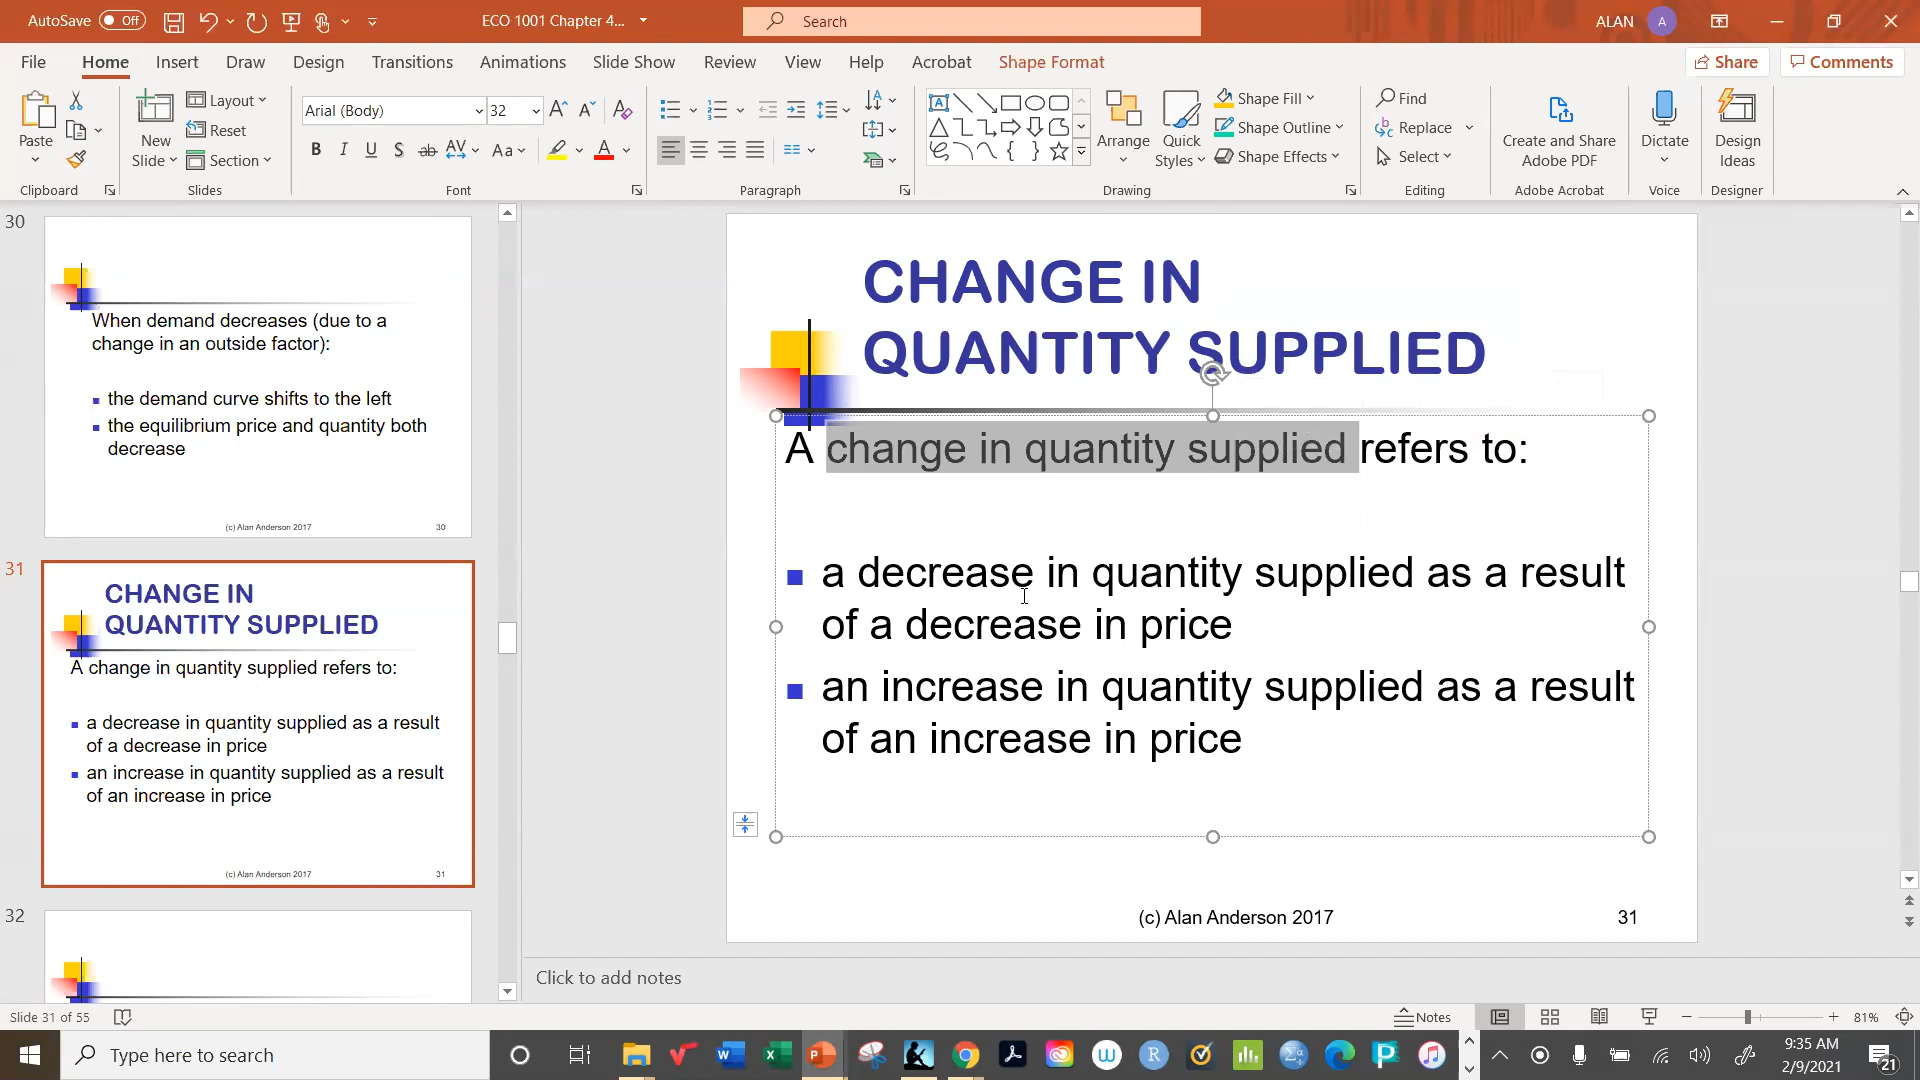 AutoSave Off
ECO 1001 Chapter 4...
Search
ALAN A
File Home Insert Draw Design Transitions Animations Slide Show Review View Help Acrobat Shape Format
Share Comments
Paste
New
Slide
Layout
Reset
Section
Arial (Body) 32
B I U S ab AV Aa A
Arrange
Quick
Styles
Shape Fill
Shape Outline
Shape Effects
Find
Replace
Select
Create and Share
Adobe PDF
Dictate
Design
Ideas
Clipboard Slides Font Paragraph Drawing Editing Adobe Acrobat Voice Designer
30
When demand decreases (due to a
change in an outside factor):
the demand curve shifts to the left
the equilibrium price and quantity both
decrease
(c) Alan Anderson 2017 30
31
CHANGE IN
QUANTITY SUPPLIED
A change in quantity supplied refers to:
a decrease in quantity supplied as a result
of a decrease in price
an increase in quantity supplied as a result
of an increase in price
(c) Alan Anderson 2017 31
32
CHANGE IN
QUANTITY SUPPLIED
A change in quantity supplied refers to:
a decrease in quantity supplied as a result
of a decrease in price
an increase in quantity supplied as a result
of an increase in price
(c) Alan Anderson 2017 31
Click to add notes
Slide 31 of 55
Notes
81%
Type here to search
9:35 AM
2/9/2021
21